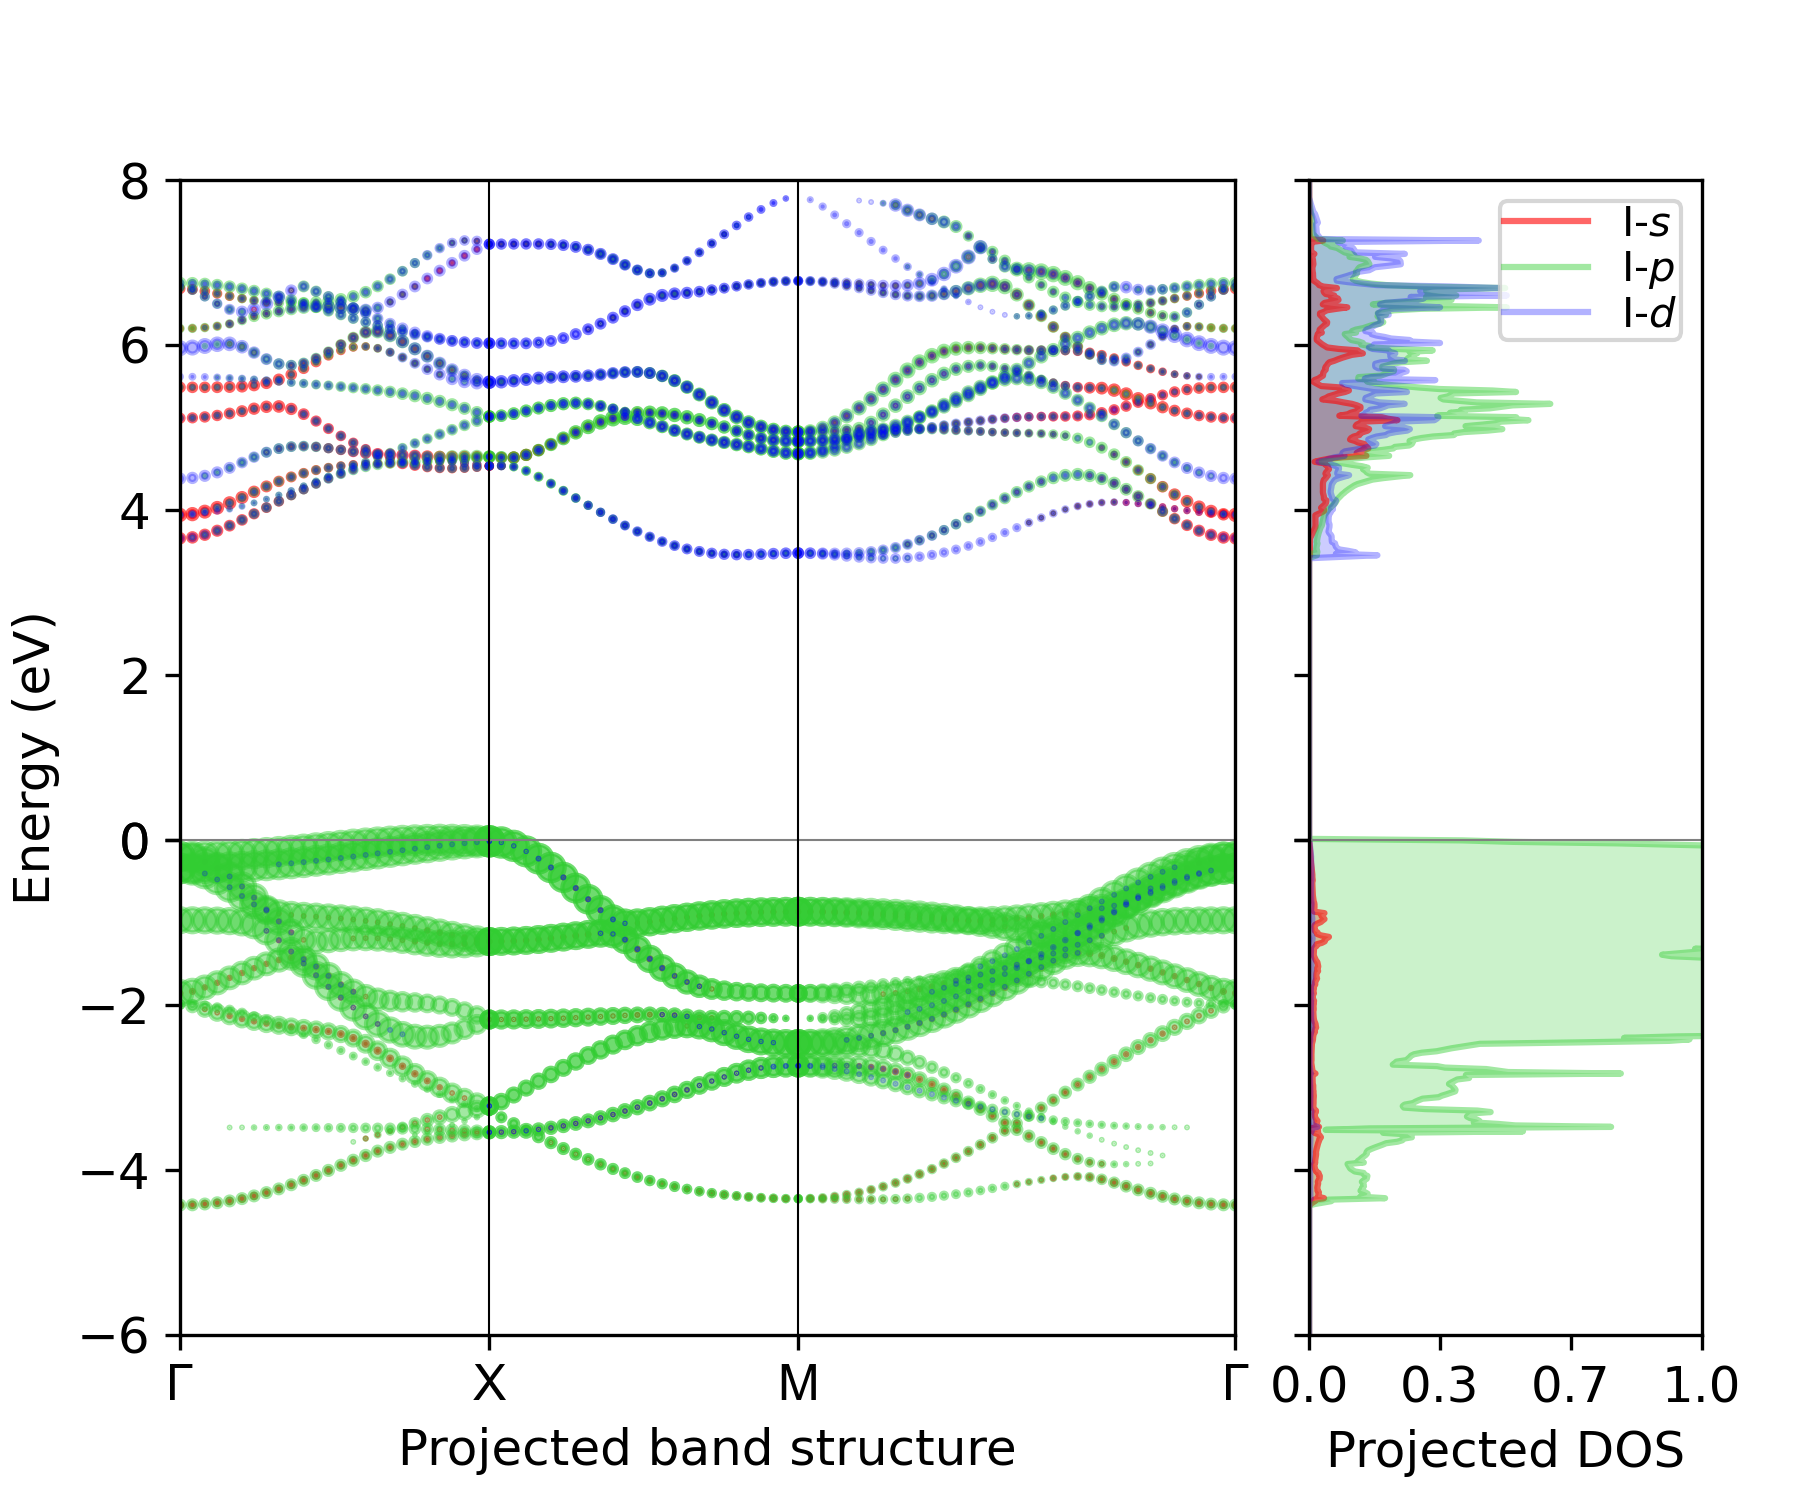 8
6
4
2
0
−2
−4
−6
Energy (eV)
Γ
X
M
Γ
Projected band structure
I-s
I-p
I-d
0.0
0.3
0.7
1.0
Projected DOS